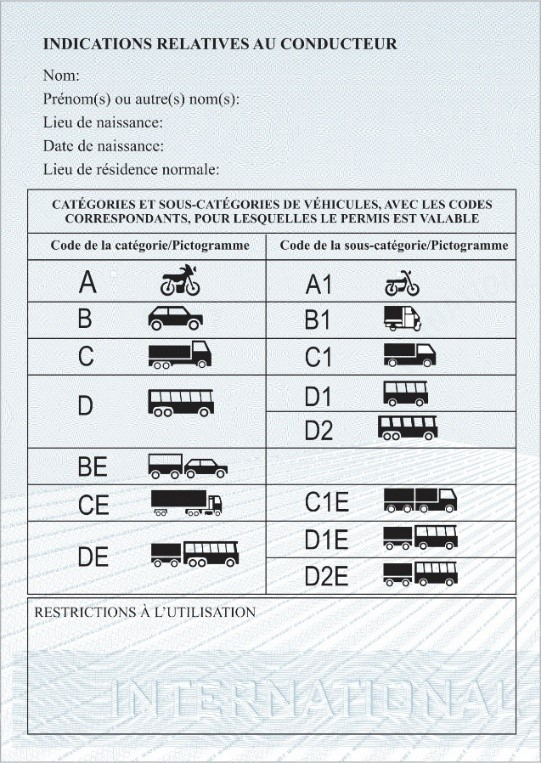 INDICATIONS RELATIVES AU CONDUCTEUR
Nom:
Prénom(s) ou autre(s) nom(s):
Lieu de naissance:
Date de naissance:
Lieu de résidence normale:
CATÉGORIES ET SOUS-CATÉGORIES DE VÉHICULES, AVEC LES CODES
CORRESPONDANTS, POUR LESQUELLES LE PERMIS EST VALABLE
Code de la catégorie/Pictogramme
Code de la sous-catégorie/Pictogramme
A
A1
B
B1
C
C1
D
D1
D2
BE
CE
C1E
DE
D1E
D2E
RESTRICTIONS À L'UTILISATION
INTERNATIONAL